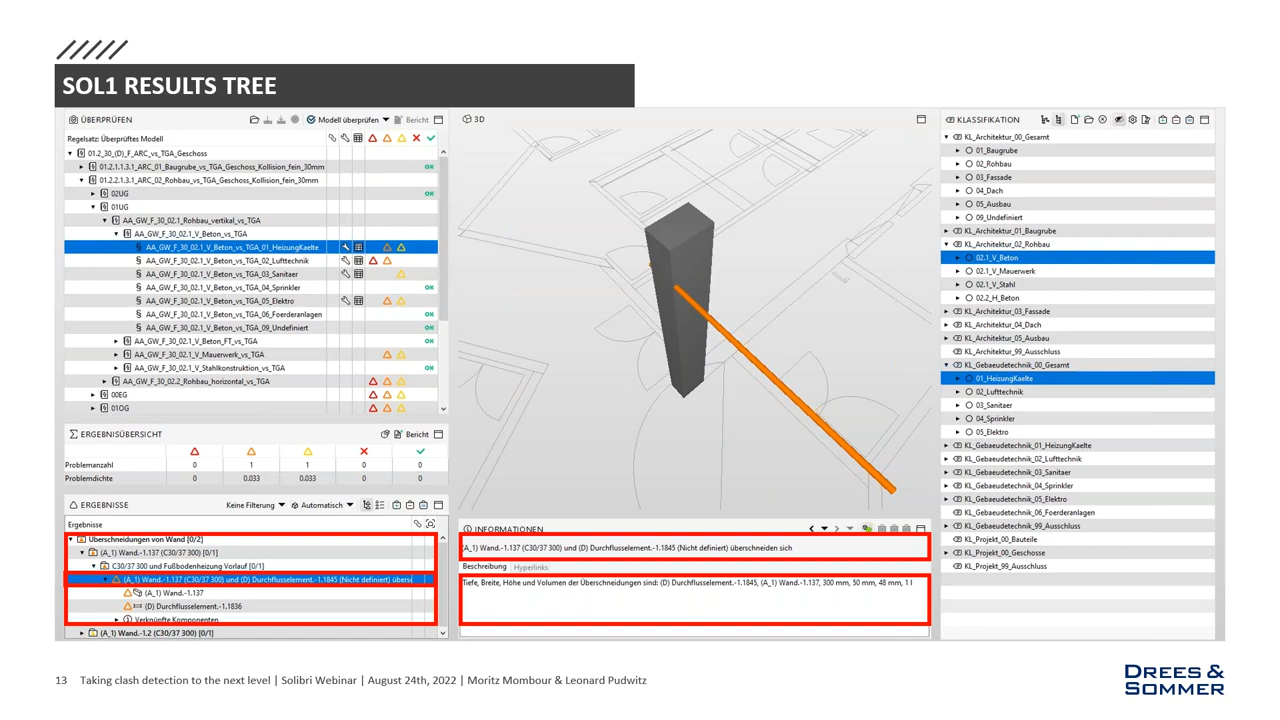 SOL1 RESULTS TREE
ÜBERPRÜFEN
Modell überprüfen
Bericht
Regelsatz: Überprüftes Modell
01.2_30_(D)_F_ARC_vs_TGA_Geschoss
01.2.1.1.3.1_ARC_01_Baugrube_vs_TGA_Geschoss_Kollision_fein_30mm
OK
01.2.2.1.1.3.1_ARC_02_Rohbau_vs_TGA_Geschoss_Kollision_fein_30mm
02UG
OK
01UG
AA_GW_F_30_02.1_Rohbau_vertikal_vs_TGA
AA_GW_F_30_02.1_V_Beton_vs_TGA
AA_GW_F_30_02.1_V_Beton_vs_TGA_01_HeizungKaelte
AA_GW_F_30_02.1_V_Beton_vs_TGA_02_Lufttechnik
AA_GW_F_30_02.1_V_Beton_vs_TGA_03_Sanitaer
AA_GW_F_30_02.1_V_Beton_vs_TGA_04_Sprinkler
OK
AA_GW_F_30_02.1_V_Beton_vs_TGA_05_Elektro
AA_GW_F_30_02.1_V_Beton_vs_TGA_06_Foerderanlagen
OK
AA_GW_F_30_02.1_V_Beton_vs_TGA_09_Undefiniert
OK
AA_GW_F_30_02.1_V_Beton_FT_vs_TGA
OK
AA_GW_F_30_02.1_V_Mauerwerk_vs_TGA
AA_GW_F_30_02.1_V_Stahlkonstruktion_vs_TGA
OK
AA_GW_F_30_02.2_Rohbau_horizontal_vs_TGA
00EG
01OG
ERGEBNISÜBERSICHT
Bericht
Problemanzahl 0 1 1 0 0
Problemdichte 0 0.033 0.033 0 0
ERGEBNISSE
Keine Filterung
Automatisch
Ergebnisse
Überschneidungen von Wand [0/2]
(A_1) Wand.-1.137 (C30/37 300) [0/1]
C30/37 300 und Fußbodenheizung Vorlauf [0/1]
(A_1) Wand.-1.137 (C30/37 300) und (D) Durchflusselement.-1.1845 (Nicht definiert) übersc
(A_1) Wand.-1.137
(D) Durchflusselement.-1.1836
Verknüpfte Komponenten
(A_1) Wand.-1.2 (C30/37 300) [0/1]
3D
INFORMATIONEN
(A_1) Wand.-1.137 (C30/37 300) und (D) Durchflusselement.-1.1845 (Nicht definiert) überschneiden sich
Beschreibung
Hyperlinks
Tiefe, Breite, Höhe und Volumen der Überschneidungen sind: (D) Durchflusselement.-1.1845, (A_1) Wand.-1.137, 300 mm, 50 mm, 48 mm, 1 l
KLASSIFIKATION
KL_Architektur_00_Gesamt
01_Baugrube
02_Rohbau
03_Fassade
04_Dach
05_Ausbau
09_Undefiniert
KL_Architektur_01_Baugrube
KL_Architektur_02_Rohbau
02.1_V_Beton
02.1_V_Mauerwerk
02.1_V_Stahl
02.2_H_Beton
KL_Architektur_03_Fassade
KL_Architektur_04_Dach
KL_Architektur_05_Ausbau
KL_Architektur_99_Ausschluss
KL_Gebaeudetechnik_00_Gesamt
01_HeizungKaelte
02_Lufttechnik
03_Sanitaer
04_Sprinkler
05_Elektro
KL_Gebaeudetechnik_01_HeizungKaelte
KL_Gebaeudetechnik_02_Lufttechnik
KL_Gebaeudetechnik_03_Sanitaer
KL_Gebaeudetechnik_04_Sprinkler
KL_Gebaeudetechnik_05_Elektro
KL_Gebaeudetechnik_06_Foerderanlagen
KL_Gebaeudetechnik_99_Ausschluss
KL_Projekt_00_Bauteile
KL_Projekt_00_Geschosse
KL_Projekt_99_Ausschluss
13 Taking clash detection to the next level | Solibri Webinar | August 24th, 2022 | Moritz Mombour & Leonard Pudwitz
DREES &
SOMMER